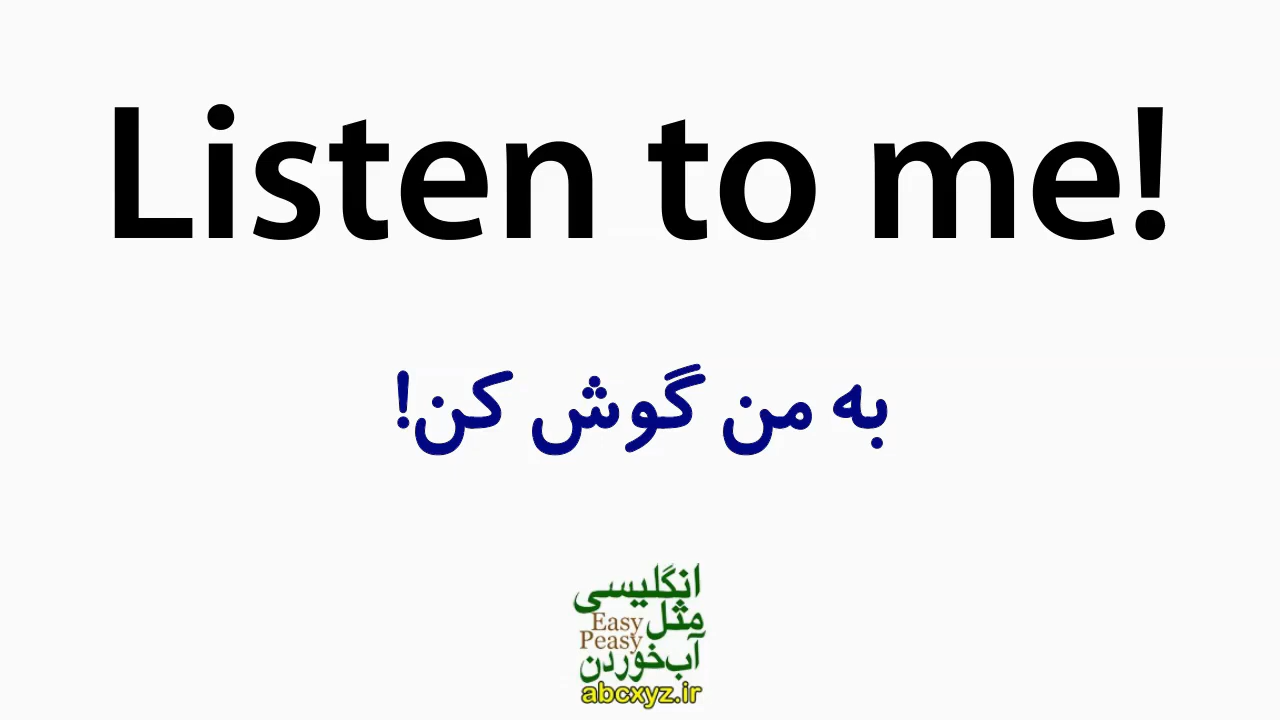 Listen to me!
به من گوش کن!
انگلیسی
مثل
Easy
Peasy
آب‌خوردن
abcxyz.ir